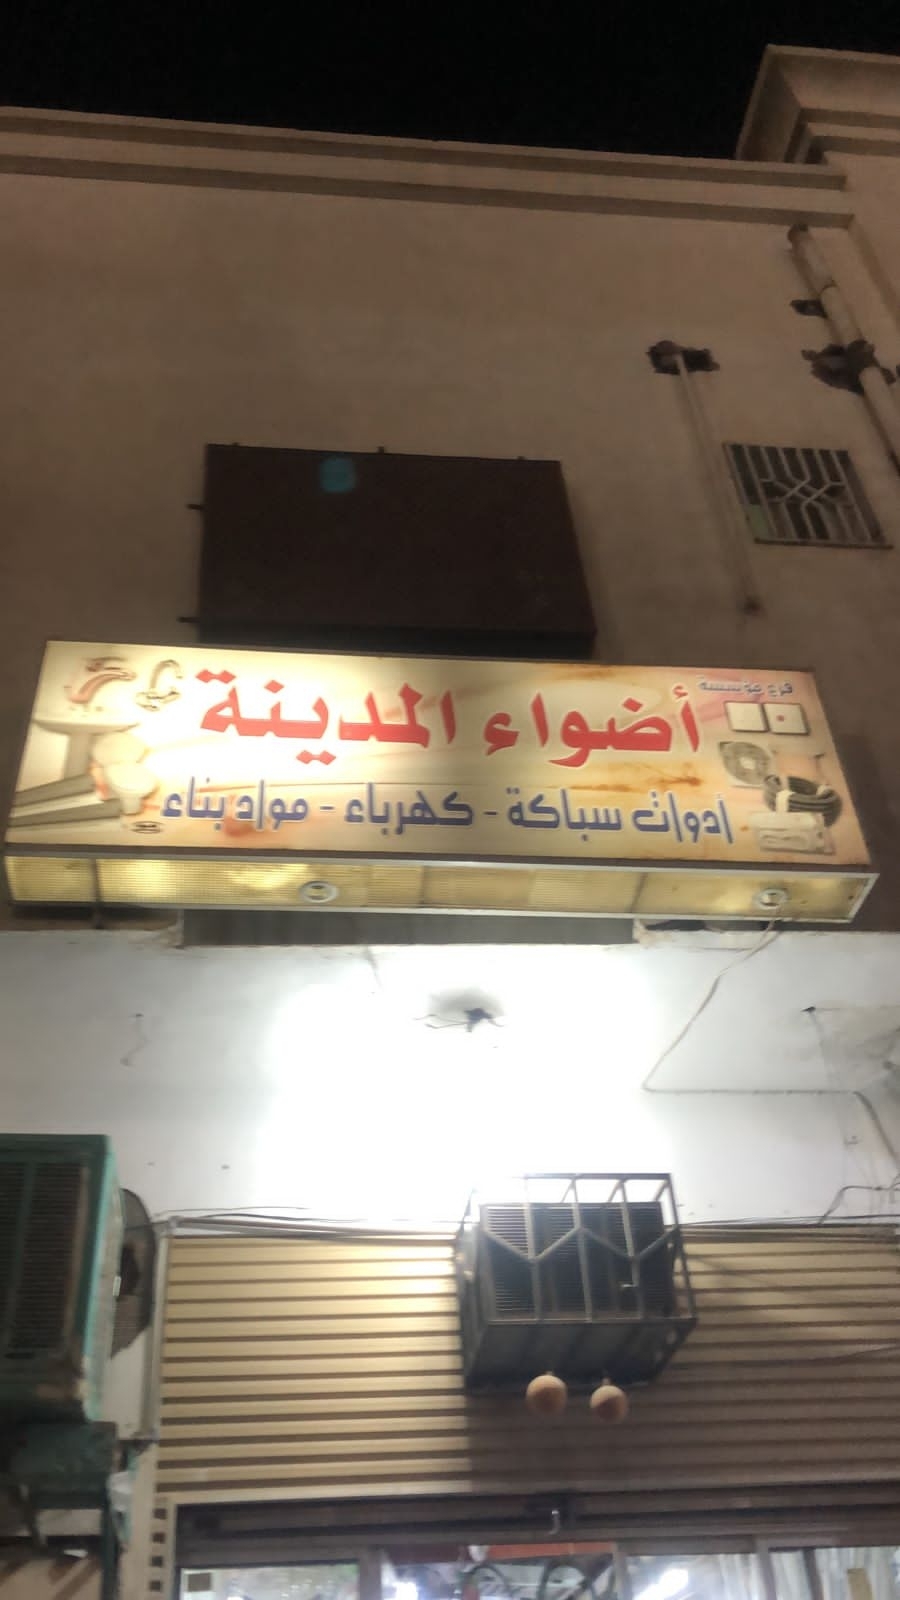 فرع مؤسسة
أضواء المدينة
أدوات سباكة - كهرباء - مواد بناء